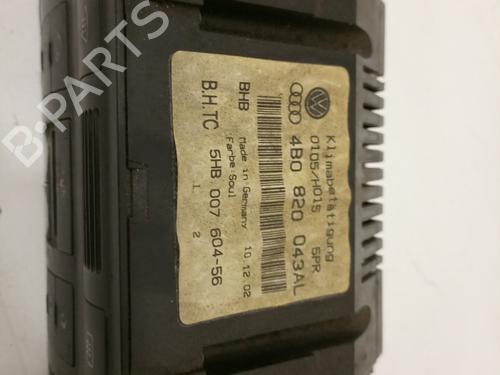 Klimabetätigung
0105/H015 5PR
4B0 820 043AL
BHB Made in Germany 10.12.02
Farbe Soul
B.H.TC 5HB 007 604-56
1 2
B-PARTS